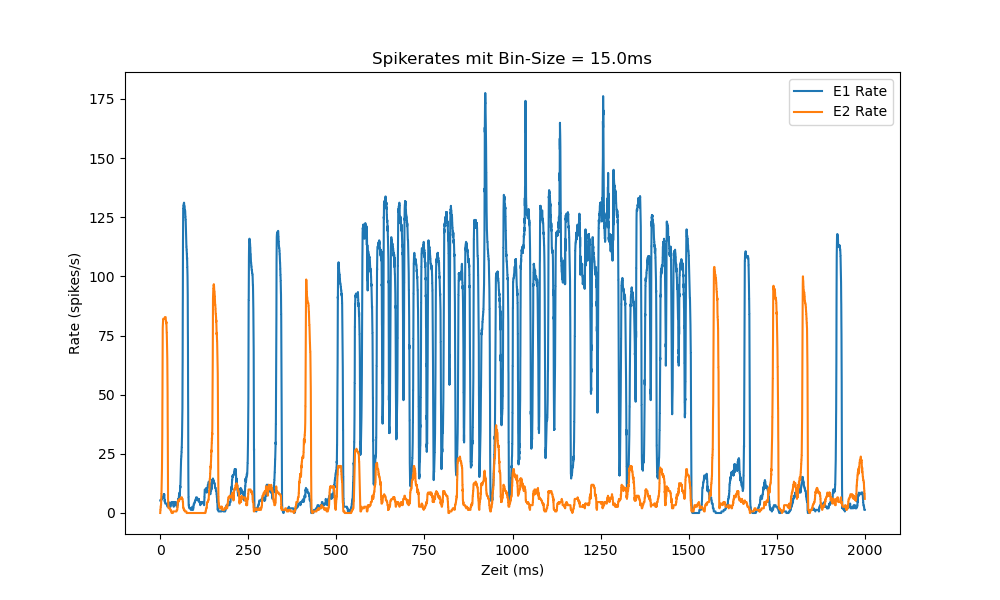 Spikerates mit Bin-Size = 15.0ms
E1 Rate
E2 Rate
Rate (spikes/s)
175
150
125
100
75
50
25
0
0 250 500 750 1000 1250 1500 1750 2000
Zeit (ms)